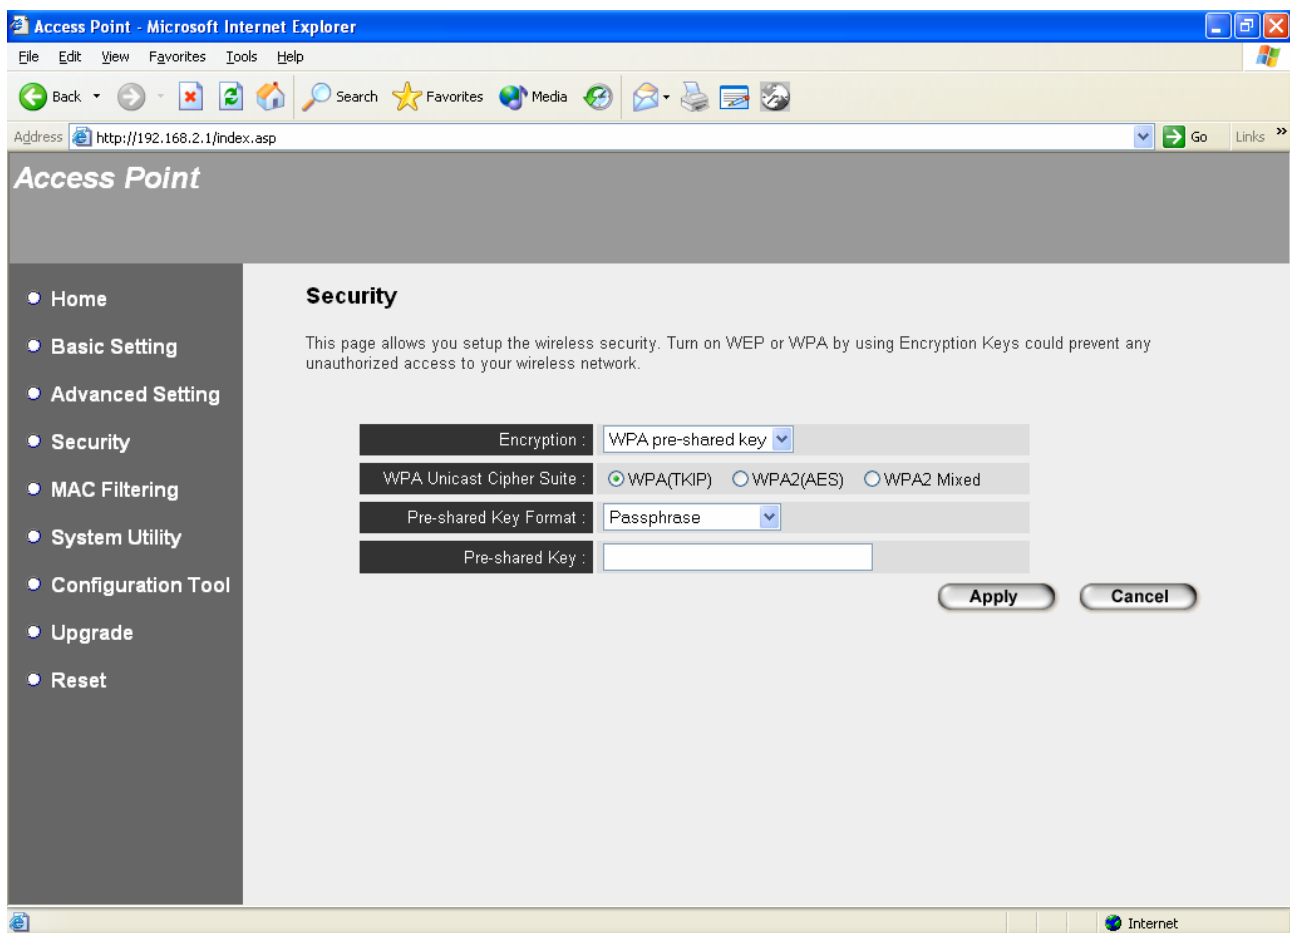 Access Point - Microsoft Internet Explorer
File Edit View Favorites Tools Help
Back Search Favorites Media
Address http://192.168.2.1/index.asp Go Links »
Access Point
Home
Basic Setting
Advanced Setting
Security
MAC Filtering
System Utility
Configuration Tool
Upgrade
Reset
Security
This page allows you setup the wireless security. Turn on WEP or WPA by using Encryption Keys could prevent any
unauthorized access to your wireless network.
Encryption : WPA pre-shared key
WPA Unicast Cipher Suite : WPA(TKIP) WPA2(AES) WPA2 Mixed
Pre-shared Key Format : Passphrase
Pre-shared Key :
Apply Cancel
Internet